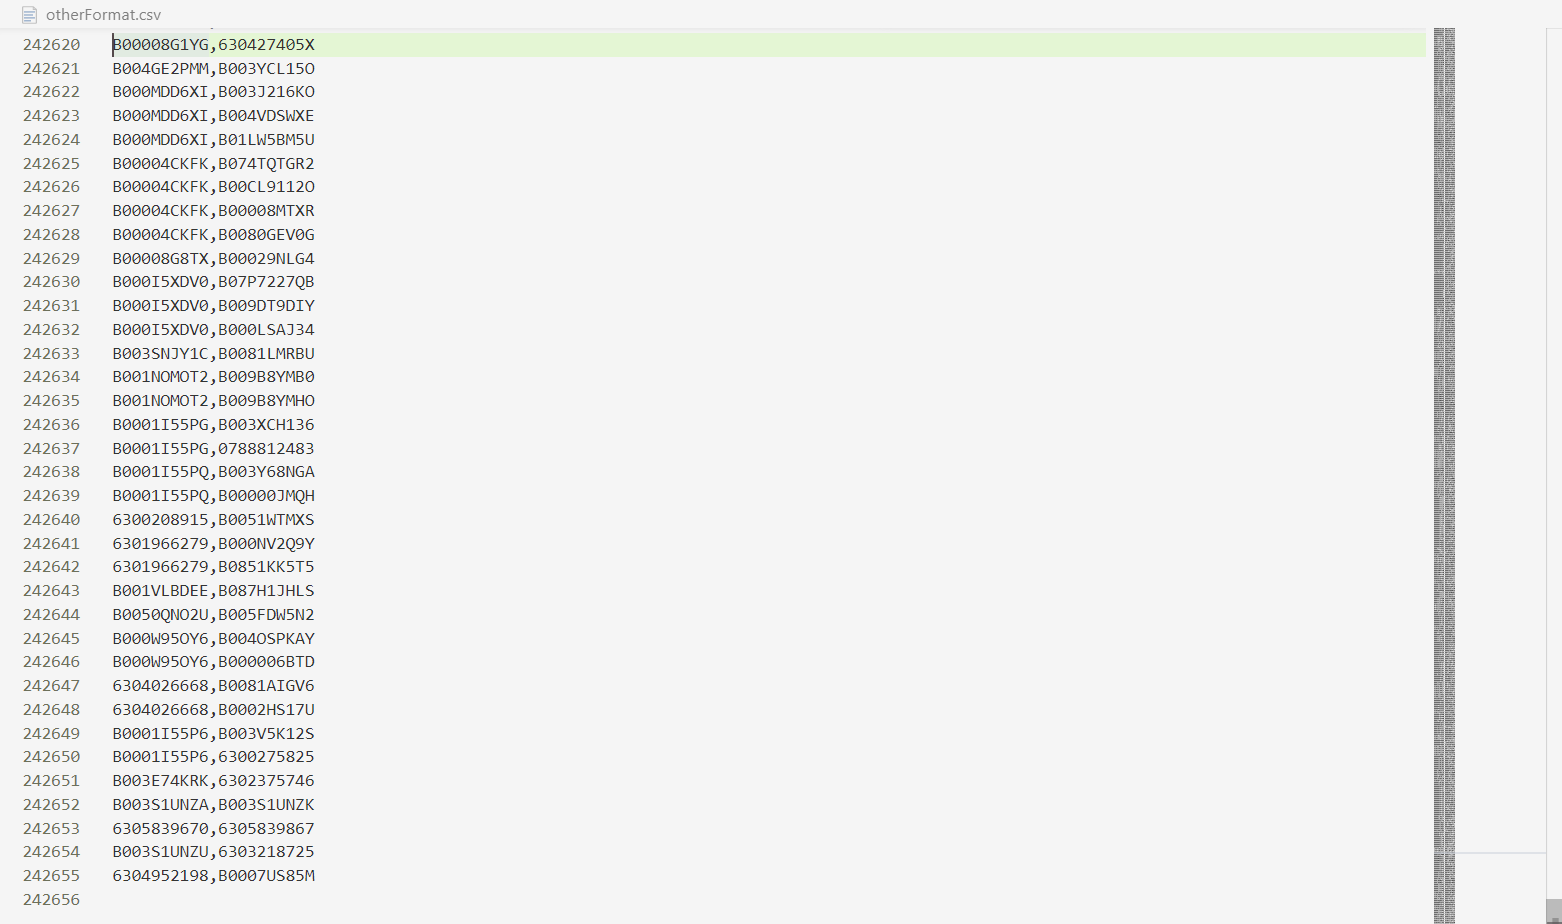 otherFormat.csv
242620 B00008G1YG,630427405X
242621 B004GE2PMM,B003YCL15O
242622 B000MDD6XI,B003J216KO
242623 B000MDD6XI,B004VDSWXE
242624 B000MDD6XI,B01LW5BM5U
242625 B00004CKFK,B074TQTGR2
242626 B00004CKFK,B00CL9112O
242627 B00004CKFK,B00008MTXR
242628 B00004CKFK,B0080GEV0G
242629 B00008G8TX,B00029NLG4
242630 B000I5XDV0,B07P7227QB
242631 B000I5XDV0,B009DT9DIY
242632 B000I5XDV0,B000LSAJ34
242633 B003SNJY1C,B0081LMRBU
242634 B001NOMOT2,B009B8YMB0
242635 B001NOMOT2,B009B8YMHO
242636 B0001I55PG,B003XCH136
242637 B0001I55PG,0788812483
242638 B0001I55PQ,B003Y68NGA
242639 B0001I55PQ,B00000JMQH
242640 6300208915,B0051WTMXS
242641 6301966279,B000NV2Q9Y
242642 6301966279,B0851KK5T5
242643 B001VLBDEE,B087H1JHLS
242644 B0050QNO2U,B005FDW5N2
242645 B000W95OY6,B004OSPKAY
242646 B000W95OY6,B000006BTD
242647 6304026668,B0081AIGV6
242648 6304026668,B0002HS17U
242649 B0001I55P6,B003V5K12S
242650 B0001I55P6,6300275825
242651 B003E74KRK,6302375746
242652 B003S1UNZA,B003S1UNZK
242653 6305839670,6305839867
242654 B003S1UNZU,6303218725
242655 6304952198,B0007US85M
242656